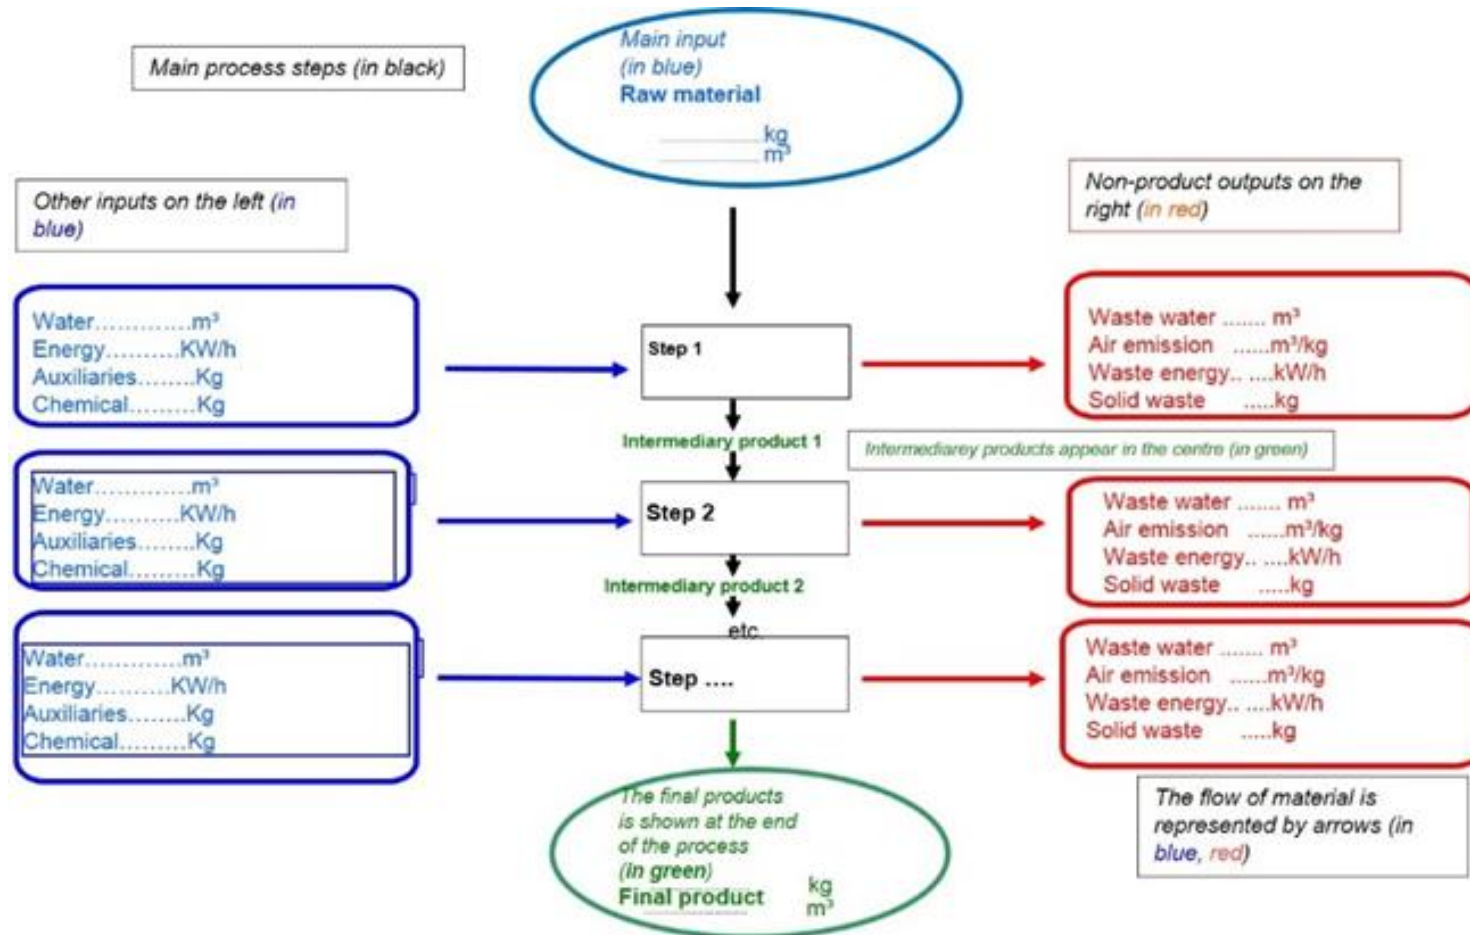 Main process steps (in black)
Main input
(in blue)
Raw material
.................... kg
.................... m³
Other inputs on the left (in
blue)
Non-product outputs on the
right (in red)
Water.............m³
Energy..........KW/h
Auxiliaries........Kg
Chemical.........Kg
Step 1
Waste water ....... m³
Air emission ......m³/kg
Waste energy.. ....kW/h
Solid waste .....kg
Intermediary product 1
Intermediarey products appear in the centre (in green)
Water.............m³
Energy..........KW/h
Auxiliaries........Kg
Chemical.........Kg
Step 2
Waste water ....... m³
Air emission ......m³/kg
Waste energy.. ....kW/h
Solid waste .....kg
Intermediary product 2
etc.
Water.............m³
Energy..........KW/h
Auxiliaries........Kg
Chemical.........Kg
Step ....
Waste water ....... m³
Air emission ......m³/kg
Waste energy.. ....kW/h
Solid waste .....kg
The final products
is shown at the end
of the process
(in green)
Final product
kg
m³
The flow of material is
represented by arrows (in
blue, red)